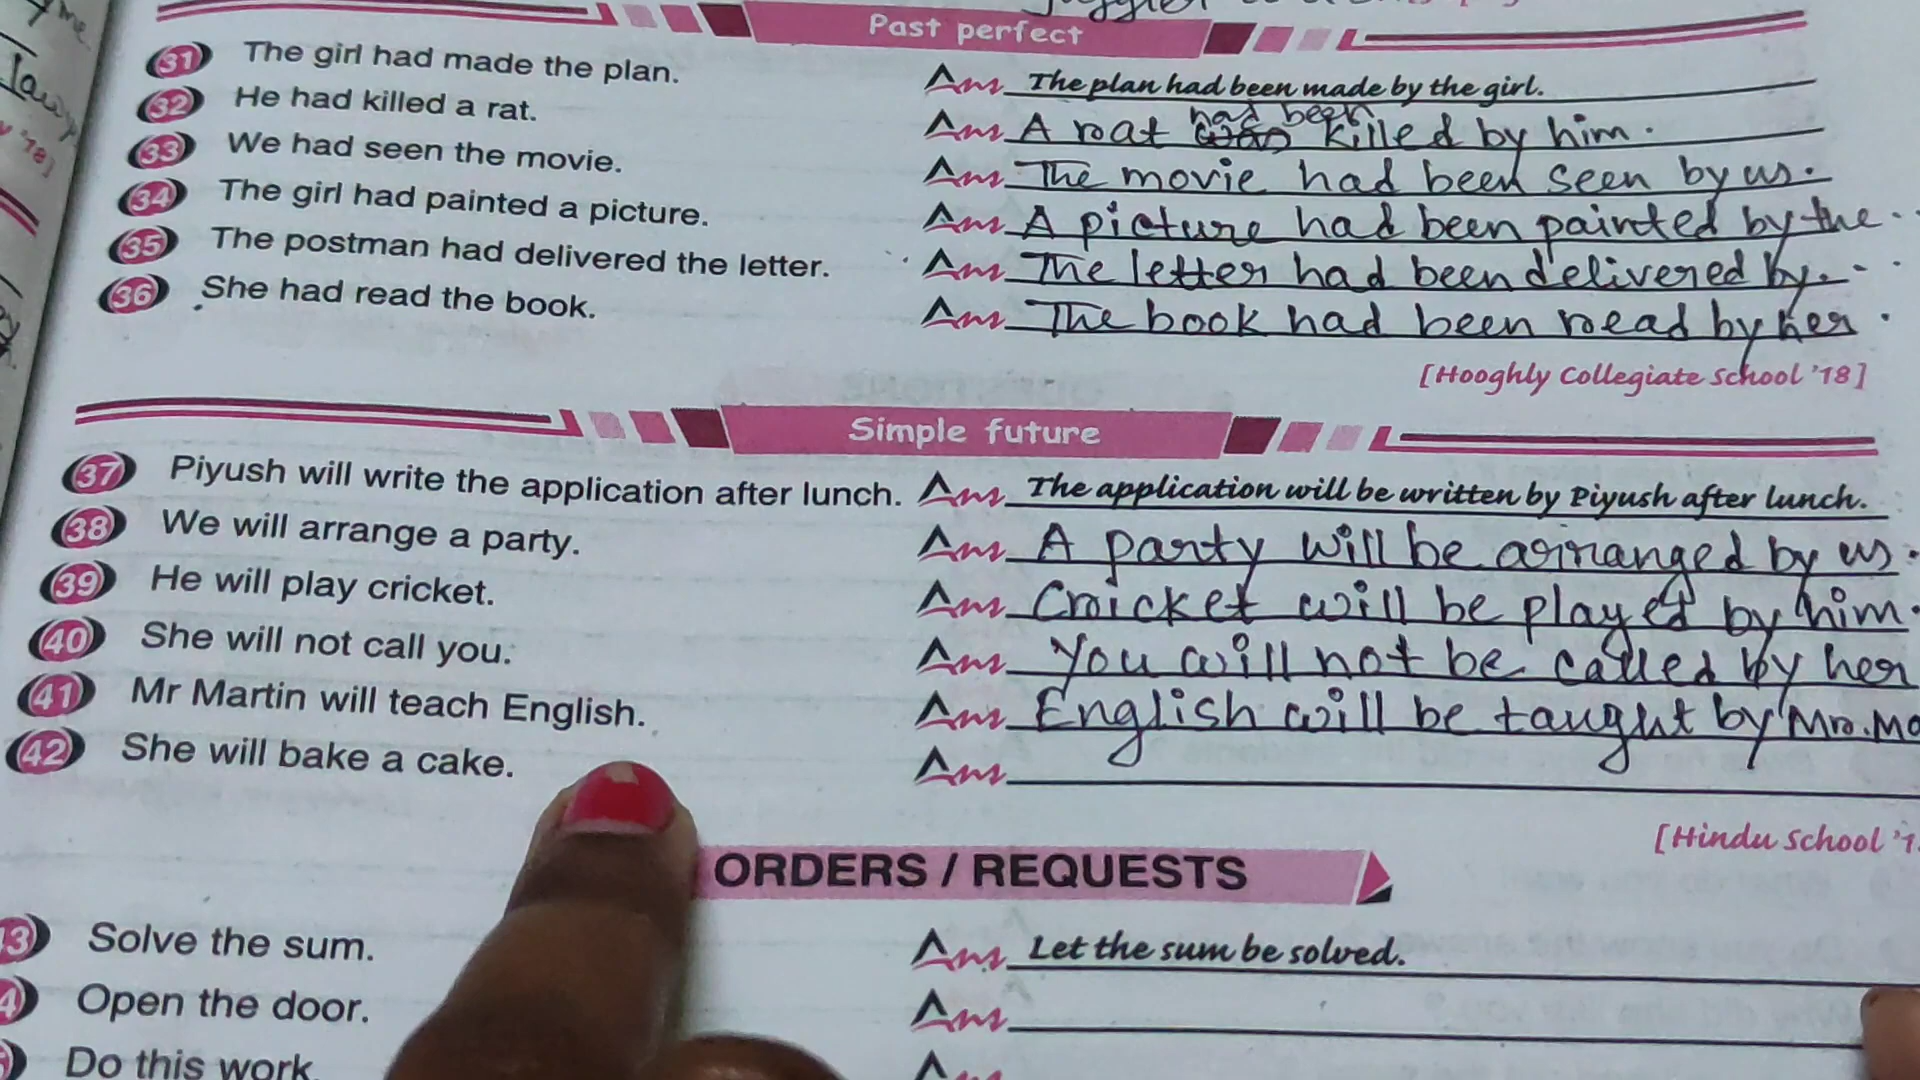 Past perfect
31 The girl had made the plan. Ans The plan had been made by the girl.
had been
32 He had killed a rat. Ans A rat was killed by him.
33 We had seen the movie. Ans The movie had been seen by us.
34 The girl had painted a picture. Ans A picture had been painted by the..
35 The postman had delivered the letter. Ans The letter had been delivered by...
36 She had read the book. Ans The book had been read by her.
[Hooghly Collegiate School '18]
Simple future
37 Piyush will write the application after lunch. Ans The application will be written by Piyush after lunch.
38 We will arrange a party. Ans A party will be arranged by us.
39 He will play cricket. Ans Cricket will be played by him.
40 She will not call you. Ans You will not be called by her
41 Mr Martin will teach English. Ans English will be taught by Mr. Ma
42 She will bake a cake. Ans
[Hindu School '1
ORDERS / REQUESTS
3 Solve the sum. Ans Let the sum be solved.
4 Open the door. Ans
Do this work. Ans